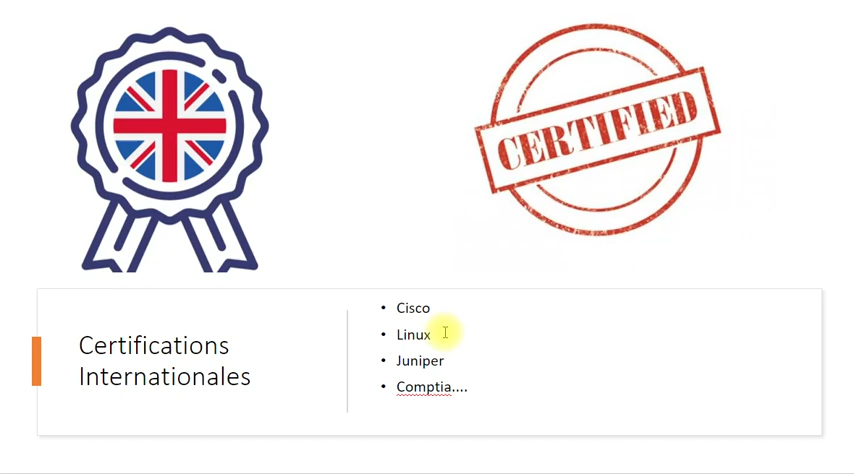 CERTIFIED
Certifications
Internationales
• Cisco
• Linux
• Juniper
• Comptia....